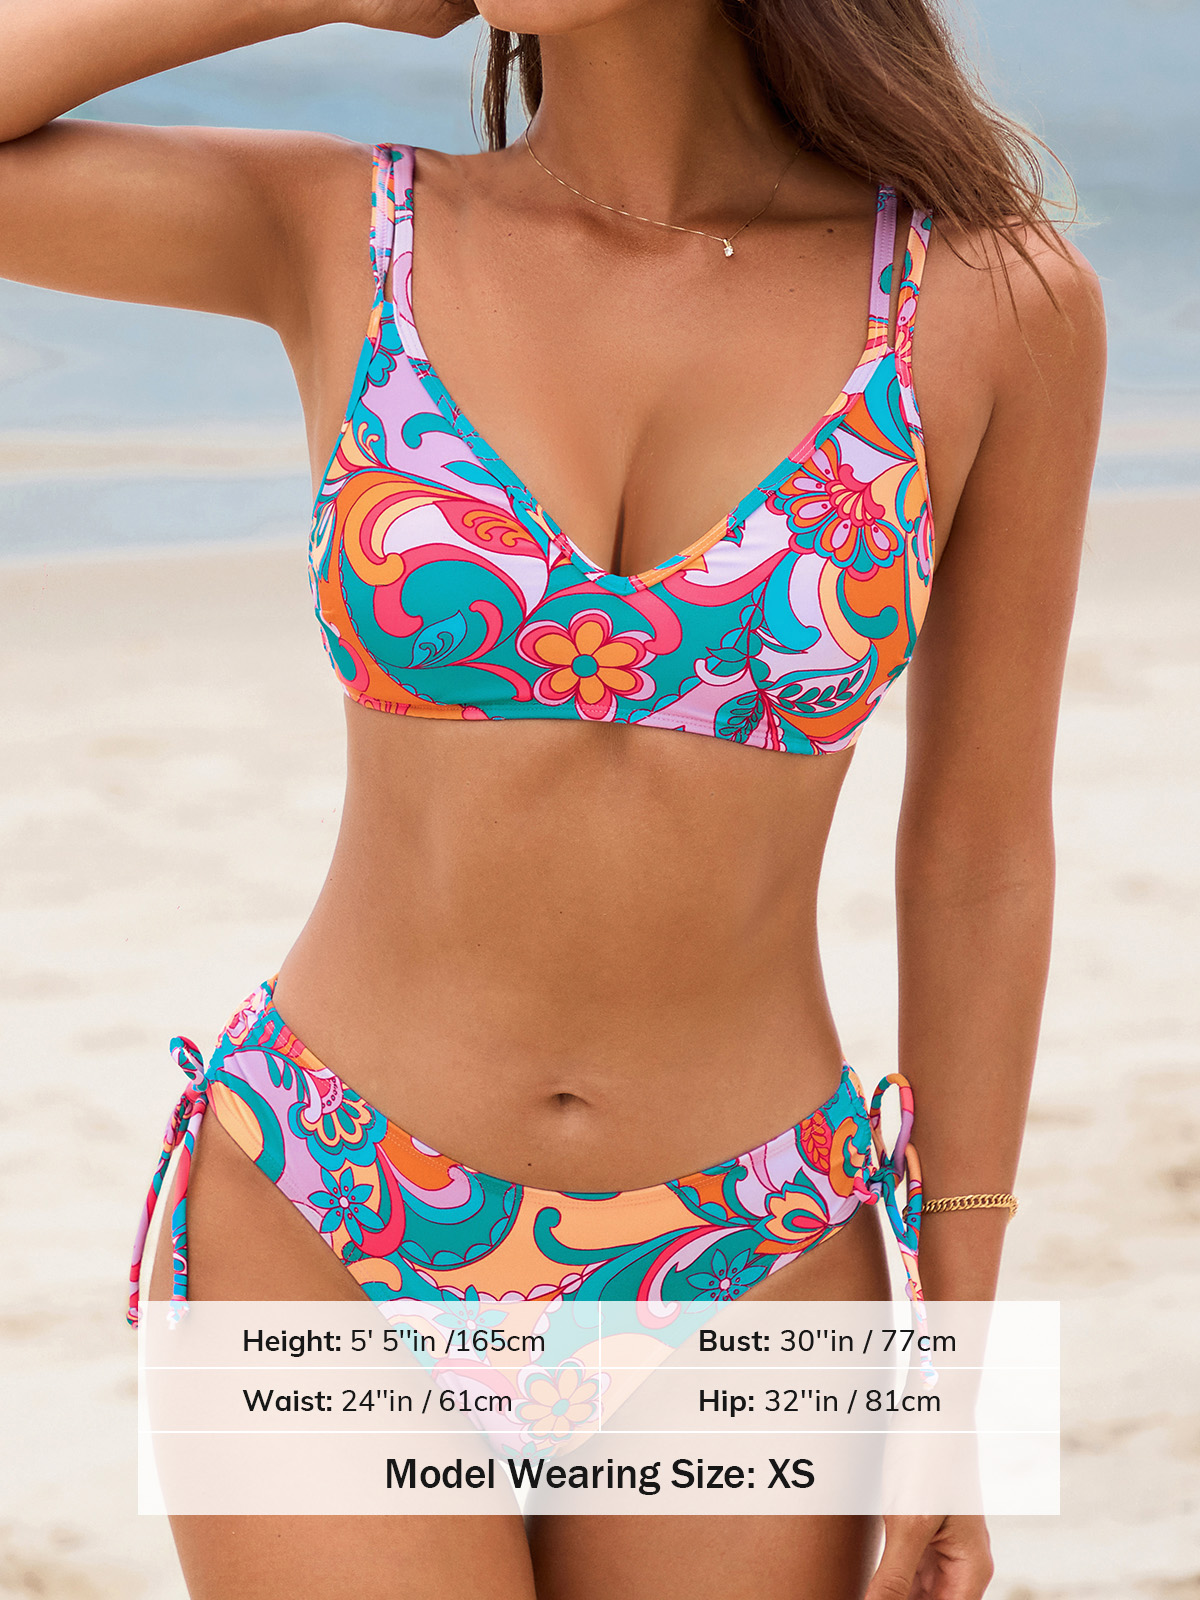 Height: 5' 5''in /165cm
Bust: 30''in / 77cm
Waist: 24''in / 61cm
Hip: 32''in / 81cm
Model Wearing Size: XS